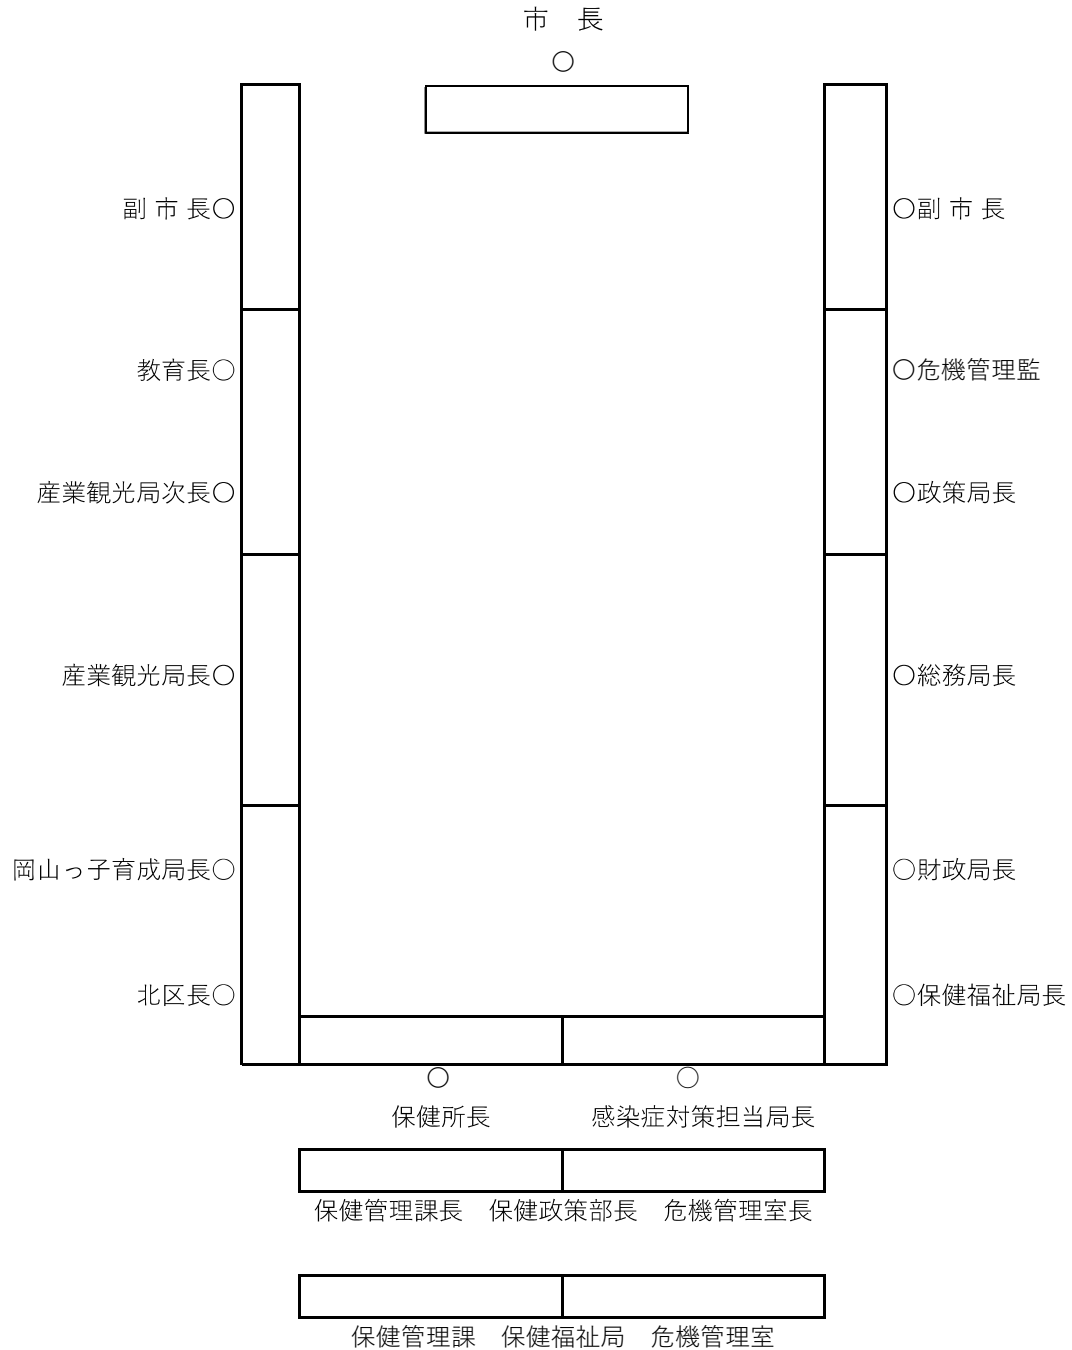 市　長
○
副 市 長○　○副 市 長
教育長○　○危機管理監
産業観光局次長○　○政策局長
産業観光局長○　○総務局長
岡山っ子育成局長○　○財政局長
北区長○　○保健福祉局長
○　○
保健所長　感染症対策担当局長
保健管理課長　保健政策部長　危機管理室長
保健管理課　保健福祉局　危機管理室